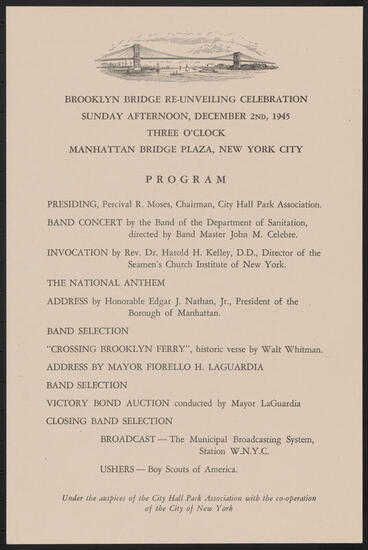 BROOKLYN BRIDGE RE-UNVEILING CELEBRATION
SUNDAY AFTERNOON, DECEMBER 2ND, 1945
THREE O'CLOCK
MANHATTAN BRIDGE PLAZA, NEW YORK CITY
PROGRAM
PRESIDING, Percival R. Moses, Chairman, City Hall Park Association.
BAND CONCERT by the Band of the Department of Sanitation,
directed by Band Master John M. Celebre.
INVOCATION by Rev. Dr. Harold H. Kelley, D.D., Director of the
Seamen's Church Institute of New York.
THE NATIONAL ANTHEM
ADDRESS by Honorable Edgar J. Nathan, Jr., President of the
Borough of Manhattan.
BAND SELECTION
"CROSSING BROOKLYN FERRY", historic verse by Walt Whitman.
ADDRESS BY MAYOR FIORELLO H. LAGUARDIA
BAND SELECTION
VICTORY BOND AUCTION conducted by Mayor LaGuardia
CLOSING BAND SELECTION
BROADCAST — The Municipal Broadcasting System,
Station W.N.Y.C.
USHERS — Boy Scouts of America.
Under the auspices of the City Hall Park Association with the co-operation
of the City of New York